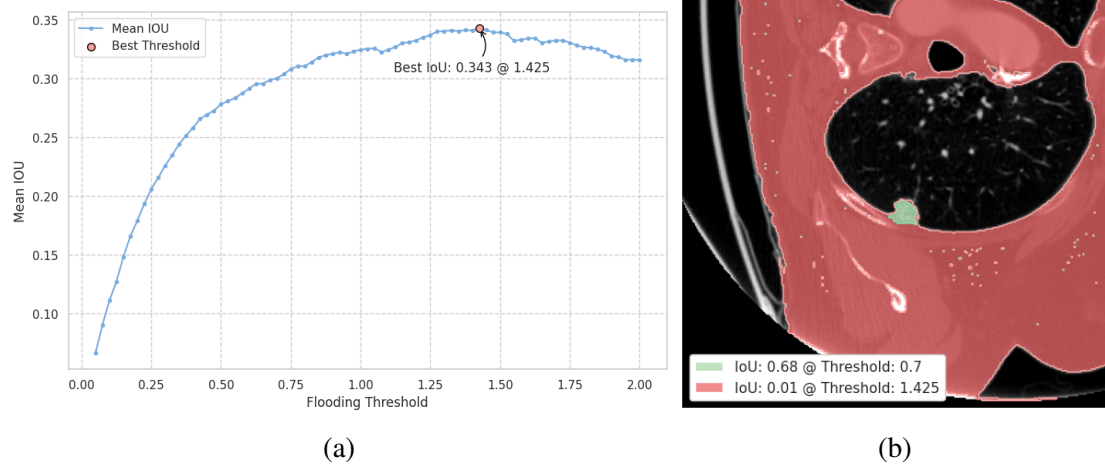 0.35
0.30
0.25
0.20
0.15
0.10
Mean IOU
Mean IOU
Best Threshold
Best IoU: 0.343 @ 1.425
0.00 0.25 0.50 0.75 1.00 1.25 1.50 1.75 2.00
Flooding Threshold
(a)
IoU: 0.68 @ Threshold: 0.7
IoU: 0.01 @ Threshold: 1.425
(b)